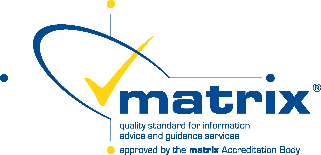 matrix®
quality standard for information
advice and guidance services
approved by the matrix Accreditation Body